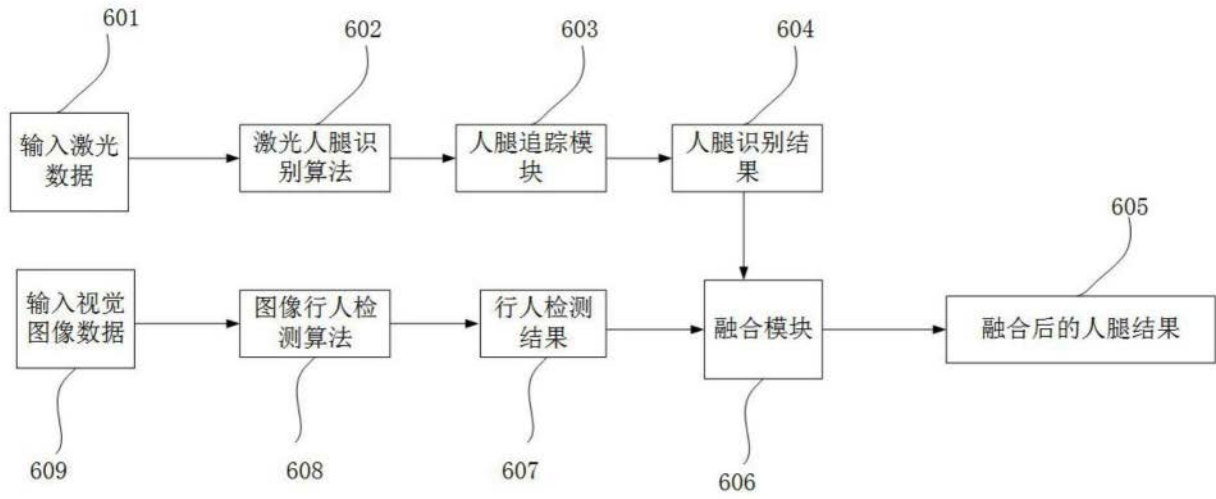 601
602
603
604
输入激光
数据
激光人腿识
别算法
人腿追踪模
块
人腿识别结
果
605
输入视觉
图像数据
图像行人检
测算法
行人检测
结果
融合模块
融合后的人腿结果
609
608
607
606